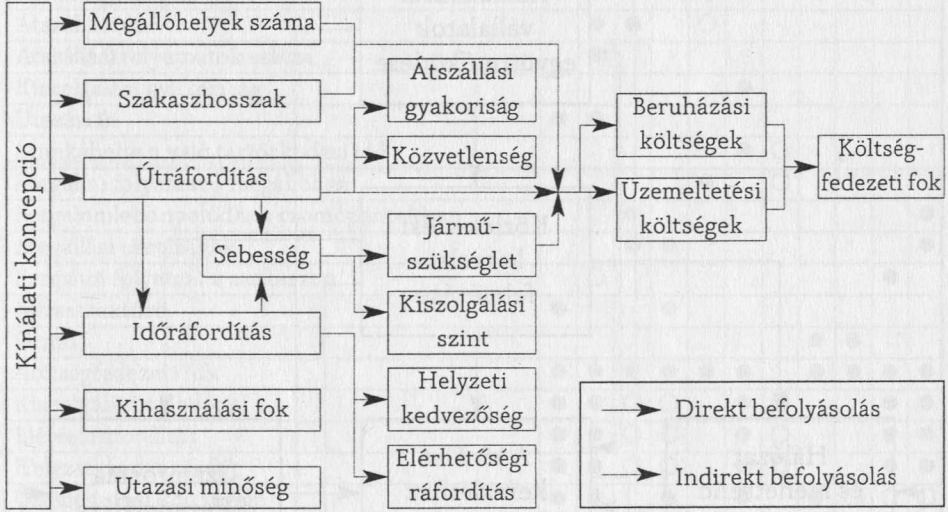 Kínálati konepció
Megállóhelyek száma
Szakaszhosszak
Útráfordítás
Sebesség
Időráfordítás
Kihasználási fok
Utazási minőség
Átszállási
gyakoriság
Közvetlenség
Jármű-
szükséglet
Kiszolgálási
szint
Helyzeti
kedvezőség
Elérhetőségi
ráfordítás
Beruházási
költségek
Üzemeltetési
költségek
Költség-
fedezeti fok
Direkt befolyásolás
Indirekt befolyásolás